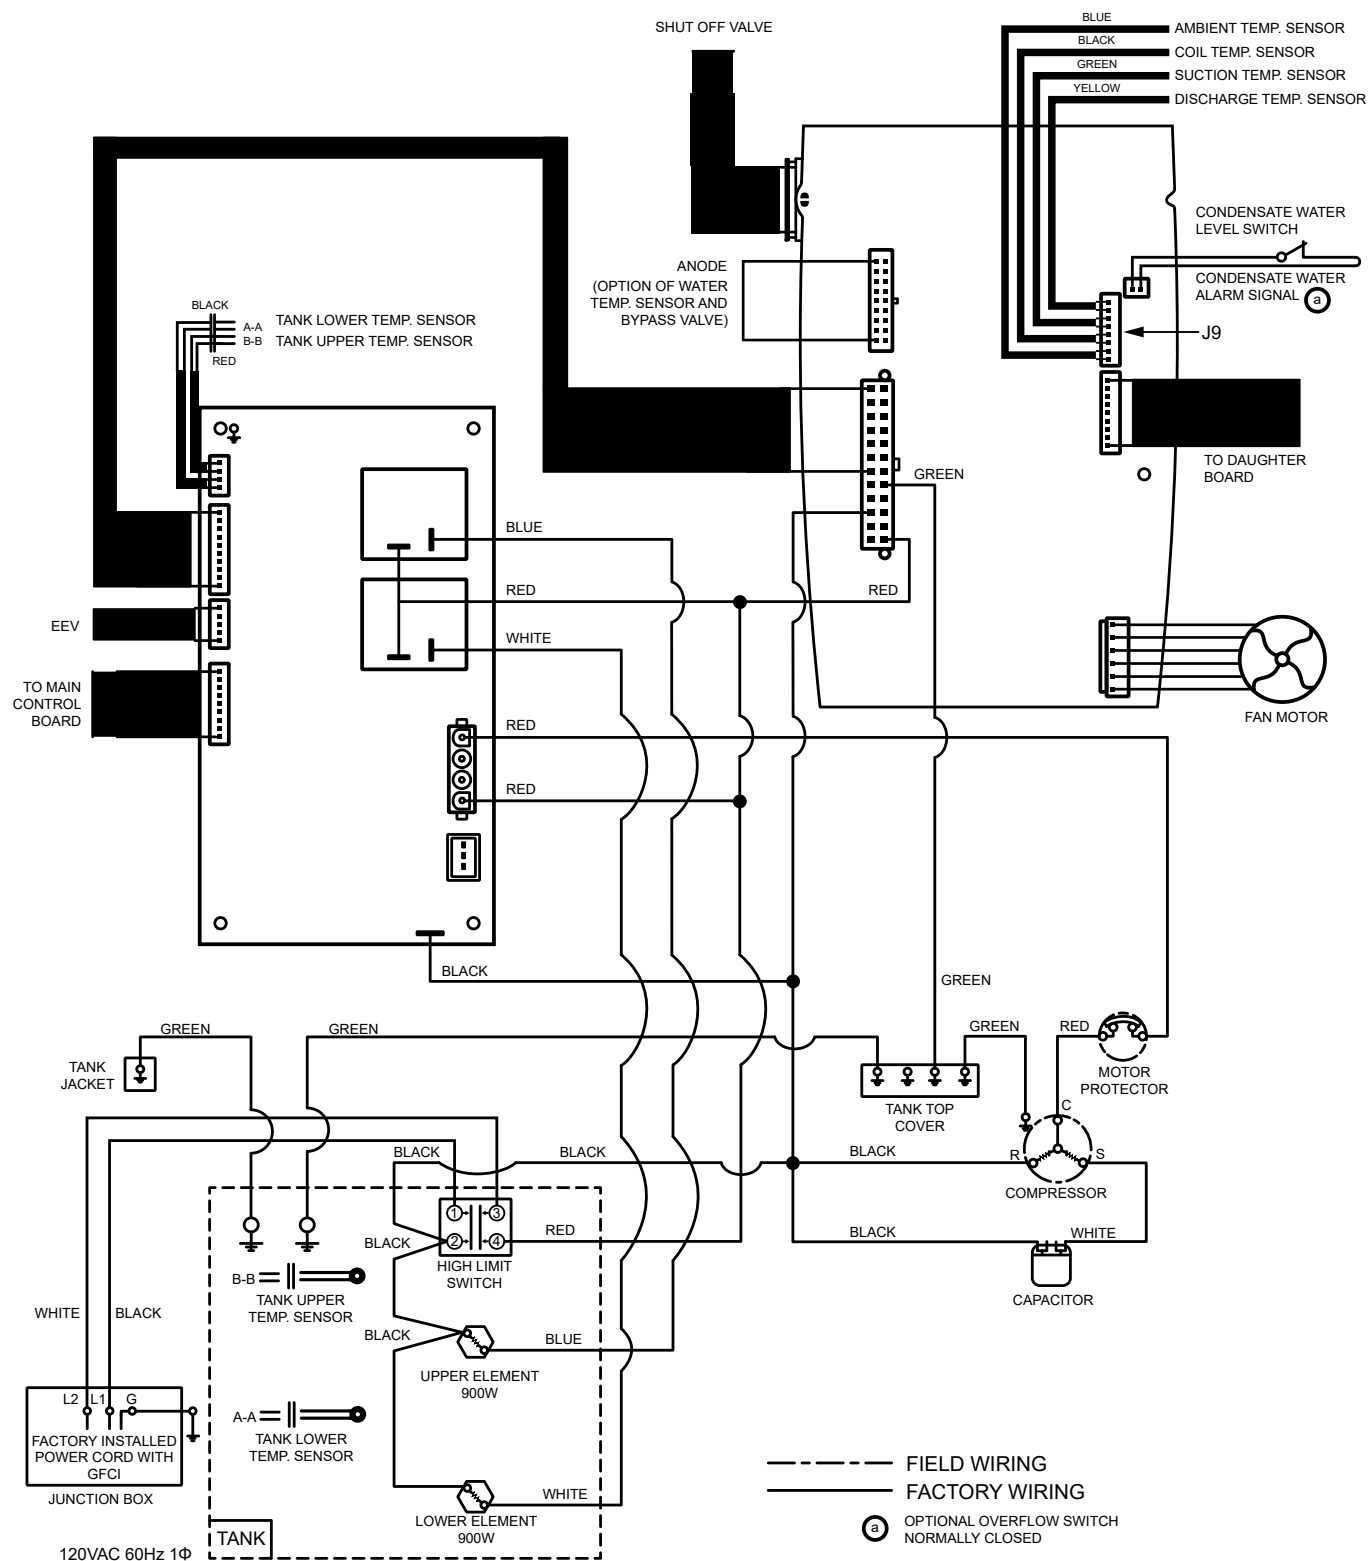 SHUT OFF VALVE
BLUE
AMBIENT TEMP. SENSOR
BLACK
COIL TEMP. SENSOR
GREEN
SUCTION TEMP. SENSOR
YELLOW
DISCHARGE TEMP. SENSOR
CONDENSATE WATER
LEVEL SWITCH
CONDENSATE WATER
ALARM SIGNAL a
ANODE
(OPTION OF WATER
TEMP. SENSOR AND
BYPASS VALVE)
J9
BLACK
A-A
TANK LOWER TEMP. SENSOR
B-B
TANK UPPER TEMP. SENSOR
RED
TO DAUGHTER
BOARD
GREEN
BLUE
RED
RED
WHITE
EEV
TO MAIN
CONTROL
BOARD
RED
RED
FAN MOTOR
BLACK
GREEN
GREEN
GREEN
GREEN
RED
TANK
JACKET
MOTOR
PROTECTOR
TANK TOP
COVER
C
BLACK
BLACK
BLACK
R
S
COMPRESSOR
1
3
2
4
RED
BLACK
HIGH LIMIT
SWITCH
BLACK
WHITE
CAPACITOR
B-B
TANK UPPER
TEMP. SENSOR
WHITE
BLACK
BLACK
BLUE
UPPER ELEMENT
900W
L2
L1
G
FACTORY INSTALLED
POWER CORD WITH
GFCI
JUNCTION BOX
A-A
TANK LOWER
TEMP. SENSOR
WHITE
LOWER ELEMENT
900W
TANK
120VAC 60Hz 1Φ
FIELD WIRING
FACTORY WIRING
a OPTIONAL OVERFLOW SWITCH
NORMALLY CLOSED